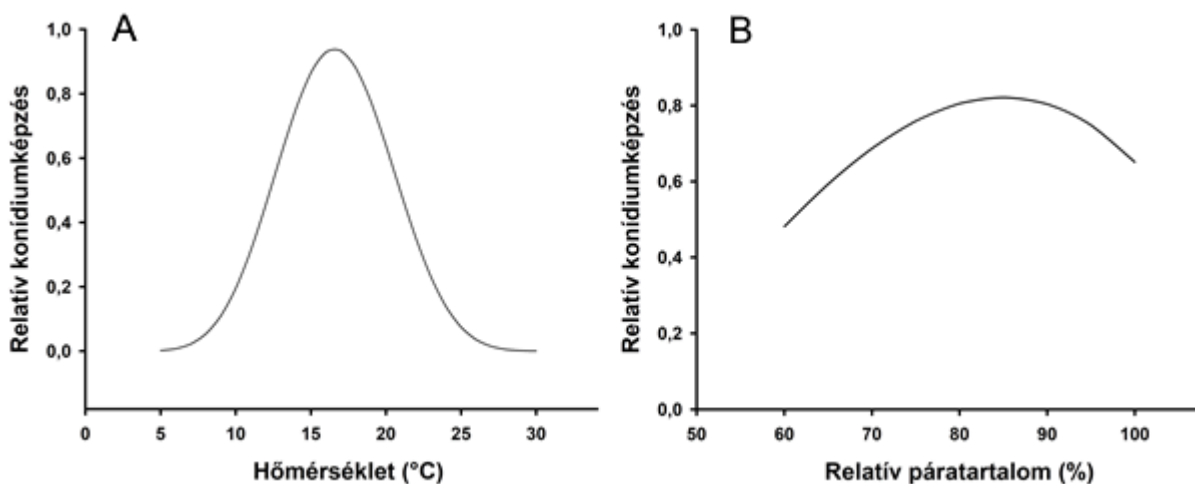 A
Relatív konídiumképzés
1,0
0,8
0,6
0,4
0,2
0,0
0 5 10 15 20 25 30
Hőmérséklet (°C)
B
Relatív konídiumképzés
1,0
0,8
0,6
0,4
0,2
0,0
50 60 70 80 90 100
Relatív páratartalom (%)